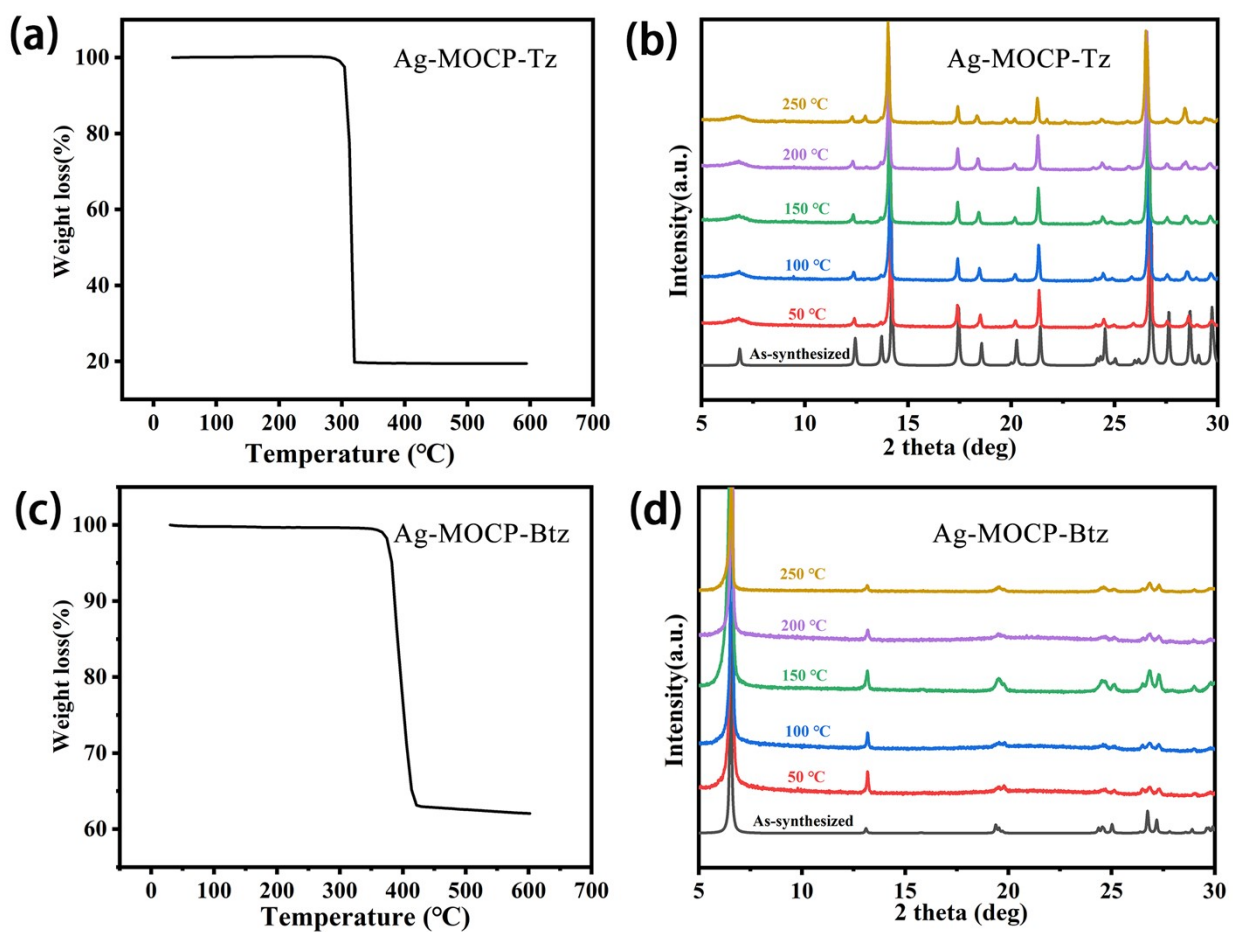 (a)
Ag-MOCP-Tz
Weight loss(%)
100
80
60
40
20
0 100 200 300 400 500 600 700
Temperature (℃)
(b)
Ag-MOCP-Tz
Intensity(a.u.)
250 ℃
200 ℃
150 ℃
100 ℃
50 ℃
As-synthesized
5 10 15 20 25 30
2 theta (deg)
(c)
Ag-MOCP-Btz
Weight loss(%)
100
90
80
70
60
0 100 200 300 400 500 600 700
Temperature (℃)
(d)
Ag-MOCP-Btz
Intensity(a.u.)
250 ℃
200 ℃
150 ℃
100 ℃
50 ℃
As-synthesized
5 10 15 20 25 30
2 theta (deg)